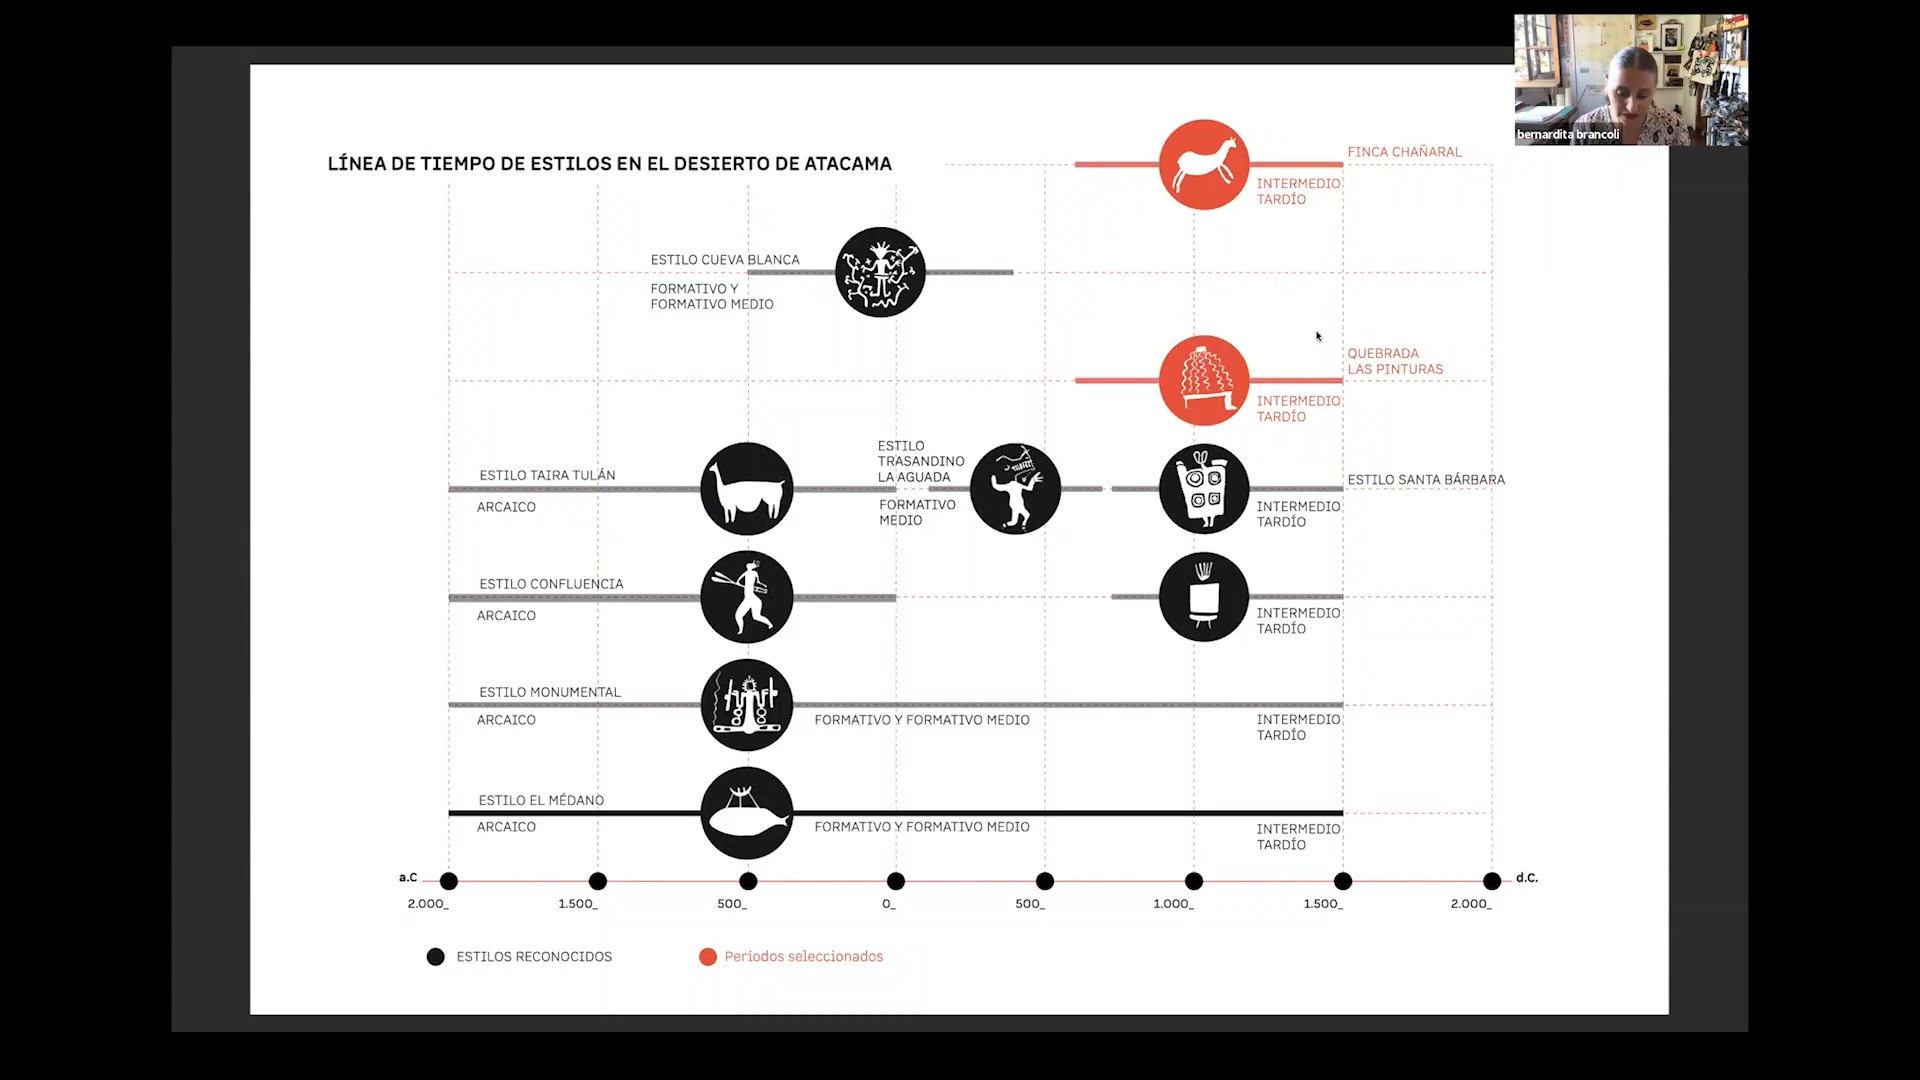 bernardita brancoli
LÍNEA DE TIEMPO DE ESTILOS EN EL DESIERTO DE ATACAMA
FINCA CHAÑARAL
INTERMEDIO
TARDÍO
ESTILO CUEVA BLANCA
FORMATIVO Y
FORMATIVO MEDIO
QUEBRADA
LAS PINTURAS
INTERMEDIO
TARDÍO
ESTILO TAIRA TULÁN
ARCAICO
ESTILO
TRASANDINO
LA AGUADA
FORMATIVO
MEDIO
ESTILO SANTA BÁRBARA
INTERMEDIO
TARDÍO
ESTILO CONFLUENCIA
ARCAICO
INTERMEDIO
TARDÍO
ESTILO MONUMENTAL
ARCAICO
FORMATIVO Y FORMATIVO MEDIO
INTERMEDIO
TARDÍO
ESTILO EL MÉDANO
ARCAICO
FORMATIVO Y FORMATIVO MEDIO
INTERMEDIO
TARDÍO
a.C
d.C.
2.000_ 1.500_ 500_ 0_ 500_ 1.000_ 1.500_ 2.000_
ESTILOS RECONOCIDOS
Periodos seleccionados